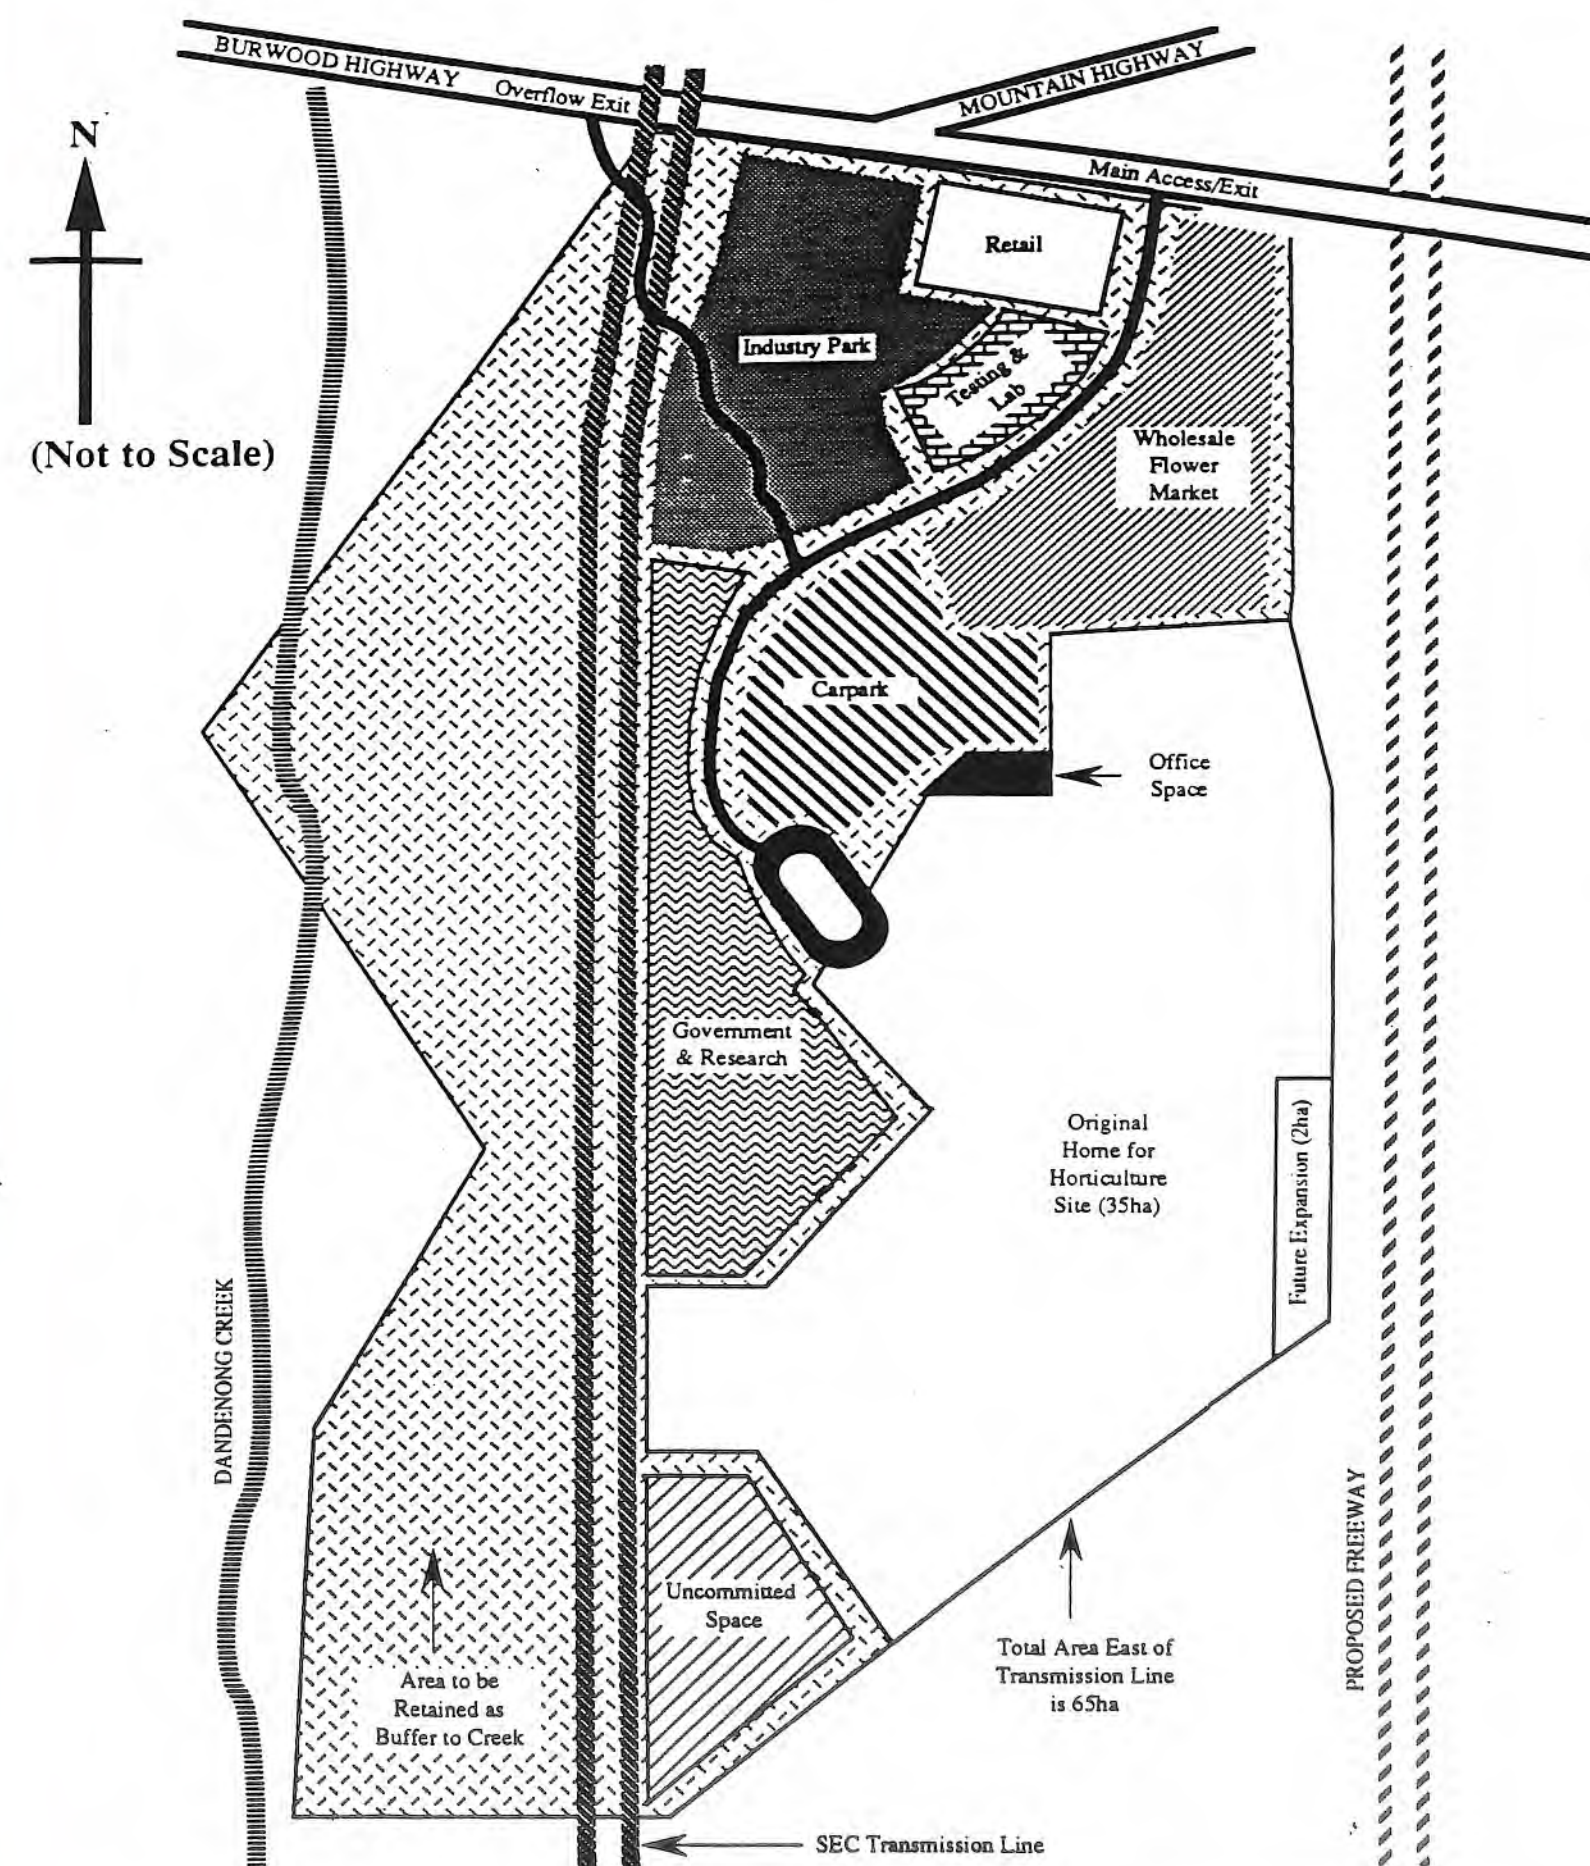 BURWOOD HIGHWAY
Overflow Exit
MOUNTAIN HIGHWAY
Main Access/Exit
N
(Not to Scale)
Retail
Industry Park
Testing &
Lab
Wholesale
Flower
Market
Carpark
Office
Space
Government
& Research
Original
Home for
Horticulture
Site (35ha)
Future Expansion (2ha)
DANDENONG CREEK
PROPOSED FREEWAY
Uncommitted
Space
Total Area East of
Transmission Line
is 65ha
Area to be
Retained as
Buffer to Creek
SEC Transmission Line